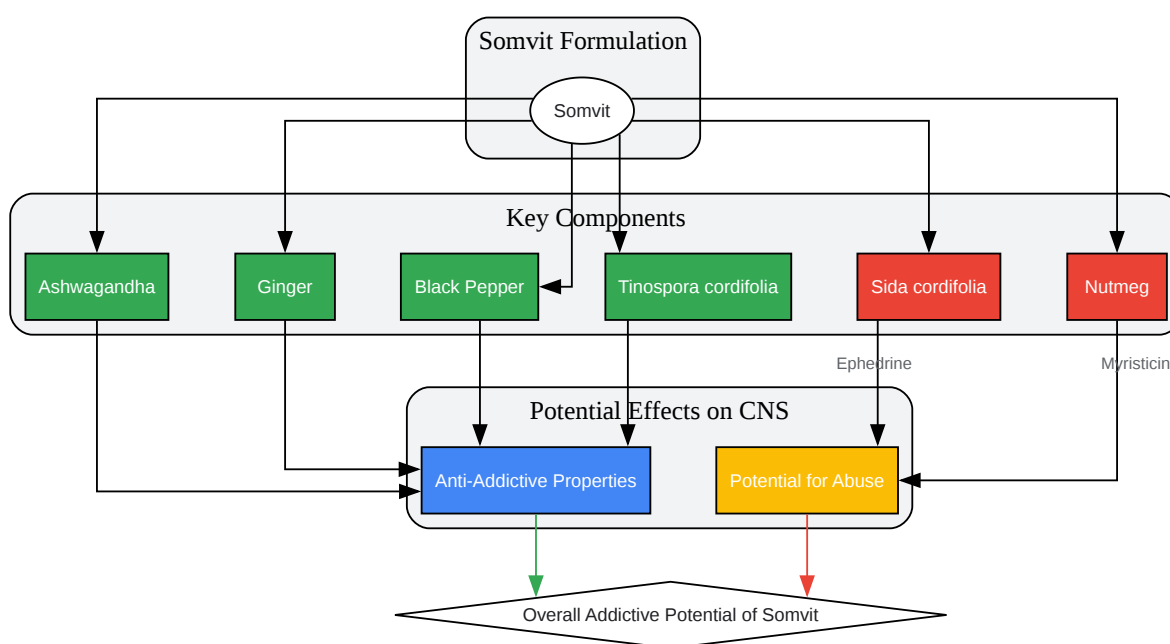 Somvit Formulation
Somvit
Key Components
Ashwagandha
Ginger
Black Pepper
Tinospora cordifolia
Sida cordifolia
Nutmeg
Ephedrine
Myristicin
Potential Effects on CNS
Anti-Addictive Properties
Potential for Abuse
Overall Addictive Potential of Somvit